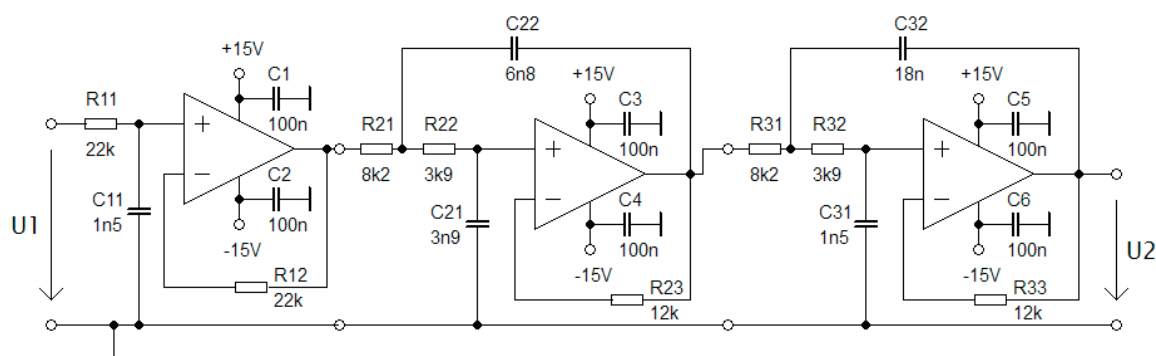 C22
6n8
C32
18n
+15V
C1
100n
+15V
C3
100n
+15V
C5
100n
R11
22k
+
−
R21
8k2
R22
3k9
+
−
R31
8k2
R32
3k9
+
−
C11
1n5
C2
100n
-15V
C21
3n9
C4
100n
-15V
C31
1n5
C6
100n
-15V
U1
U2
R12
22k
R23
12k
R33
12k